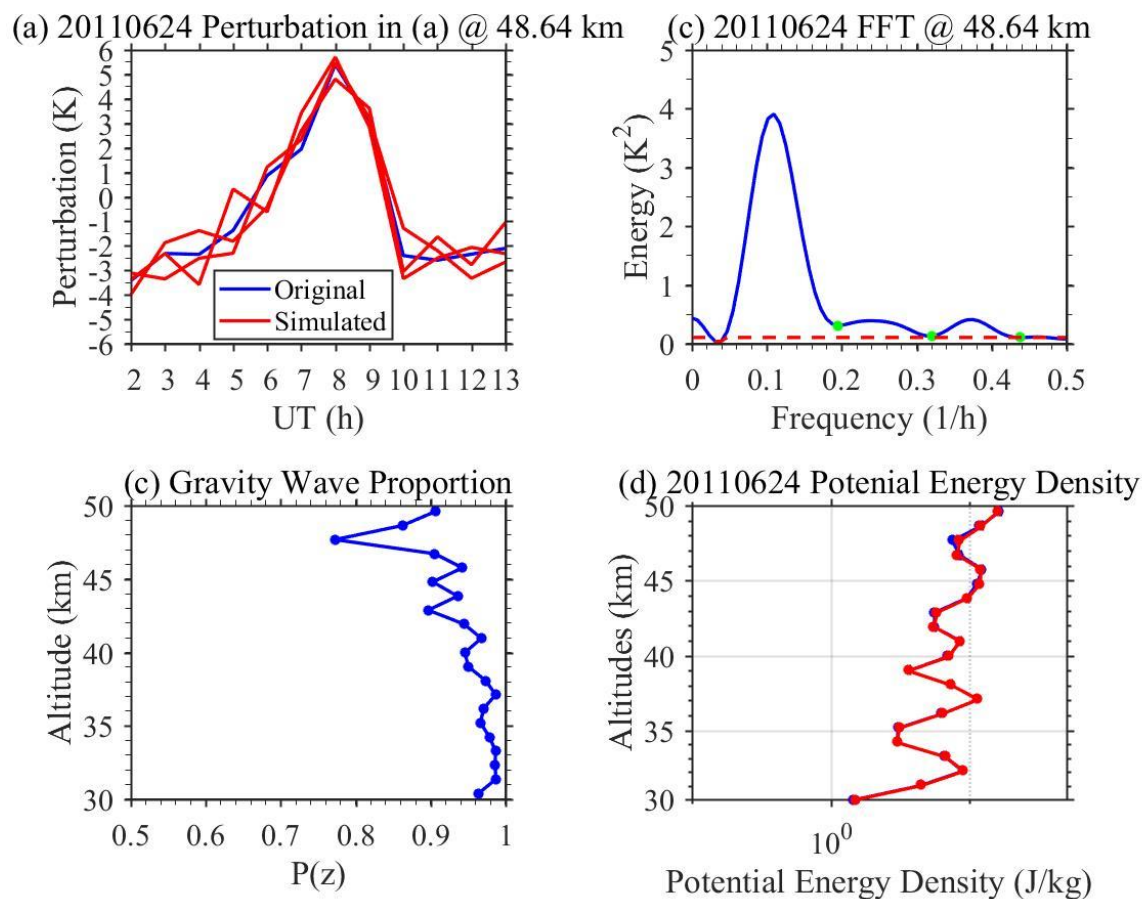 (a) 20110624 Perturbation in (a) @ 48.64 km
Perturbation (K)
6
5
4
3
2
1
0
-1
-2
-3
-4
-5
-6
Original
Simulated
2 3 4 5 6 7 8 9 10 11 12 13
UT (h)
(c) 20110624 FFT @ 48.64 km
Energy (K²)
5
4
3
2
1
0
0 0.1 0.2 0.3 0.4 0.5
Frequency (1/h)
(c) Gravity Wave Proportion
Altitude (km)
50
45
40
35
30
0.5 0.6 0.7 0.8 0.9 1
P(z)
(d) 20110624 Potenial Energy Density
Altitudes (km)
50
45
40
35
30
10⁰
Potential Energy Density (J/kg)